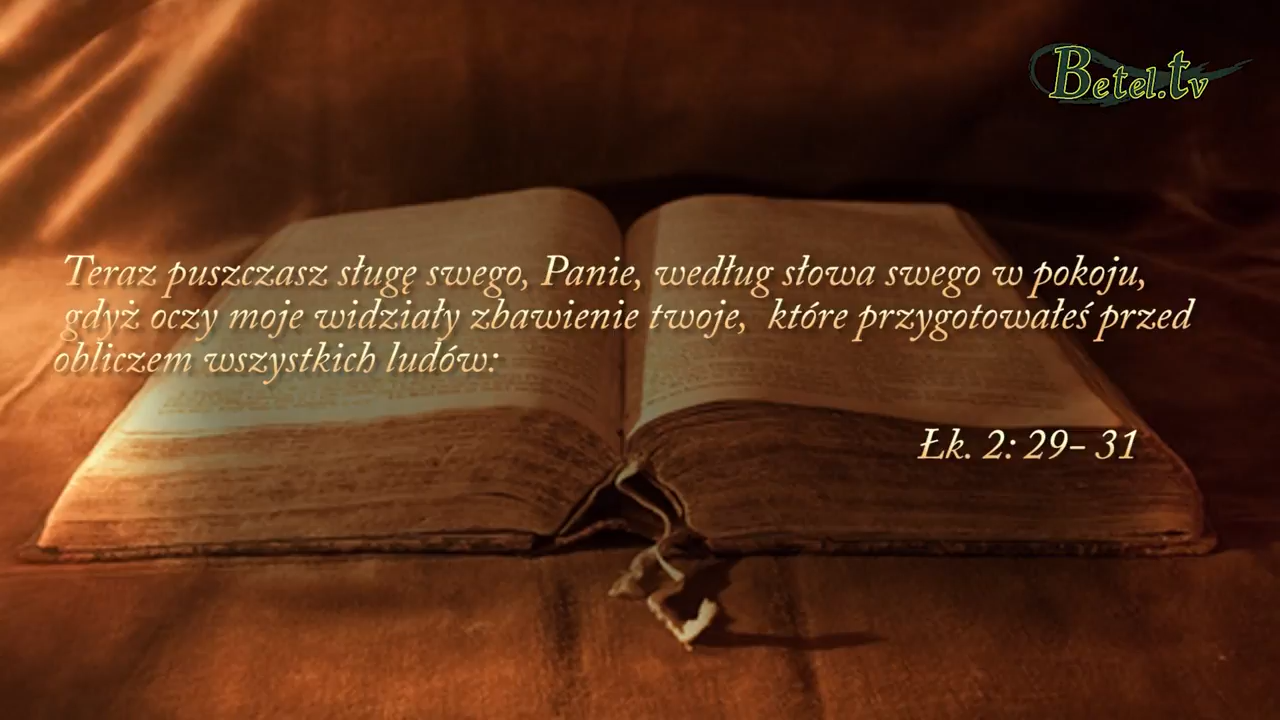 Betel.tv
Teraz puszczasz sługę swego, Panie, według słowa swego w pokoju,
gdyż oczy moje widziały zbawienie twoje, które przygotowałeś przed
obliczem wszystkich ludów:
Łk. 2: 29- 31